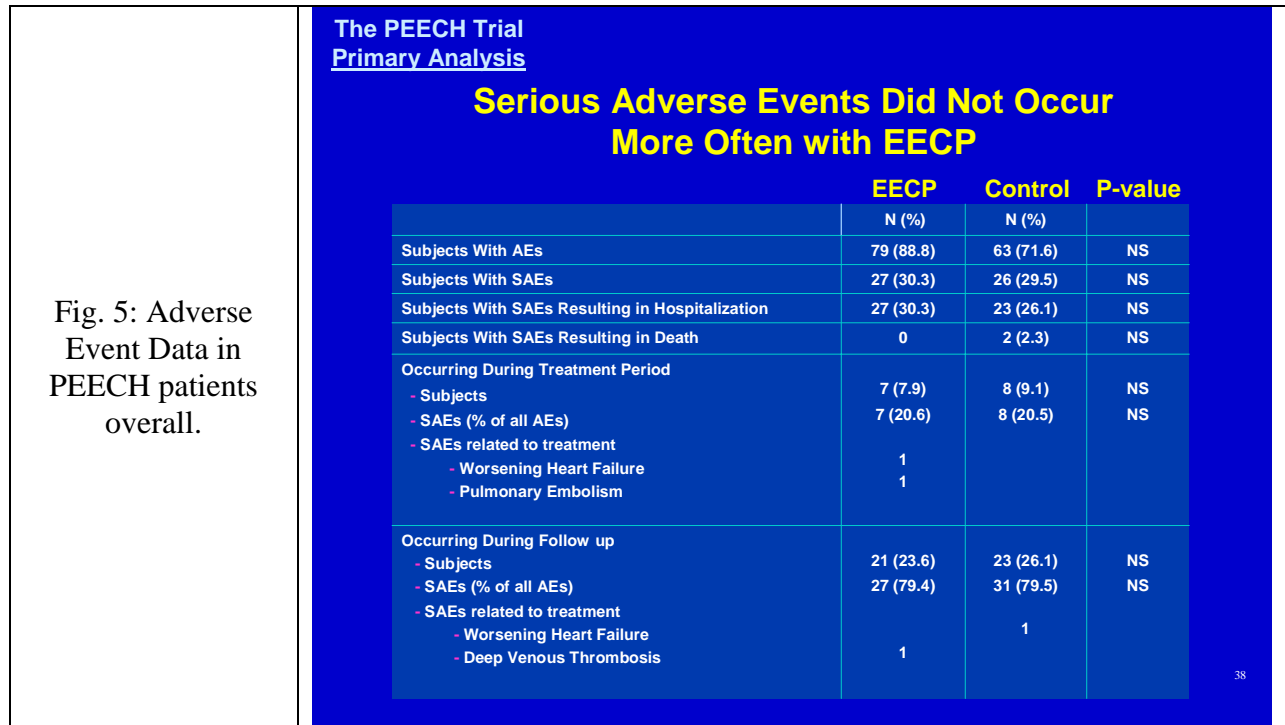 Fig. 5: Adverse
Event Data in
PEECH patients
overall.
The PEECH Trial
Primary Analysis
Serious Adverse Events Did Not Occur
More Often with EECP
EECP Control P-value
N (%) N (%)
Subjects With AEs 79 (88.8) 63 (71.6) NS
Subjects With SAEs 27 (30.3) 26 (29.5) NS
Subjects With SAEs Resulting in Hospitalization 27 (30.3) 23 (26.1) NS
Subjects With SAEs Resulting in Death 0 2 (2.3) NS
Occurring During Treatment Period
- Subjects 7 (7.9) 8 (9.1) NS
- SAEs (% of all AEs) 7 (20.6) 8 (20.5) NS
- SAEs related to treatment
- Worsening Heart Failure 1
- Pulmonary Embolism 1
Occurring During Follow up
- Subjects 21 (23.6) 23 (26.1) NS
- SAEs (% of all AEs) 27 (79.4) 31 (79.5) NS
- SAEs related to treatment
- Worsening Heart Failure 1
- Deep Venous Thrombosis 1
38